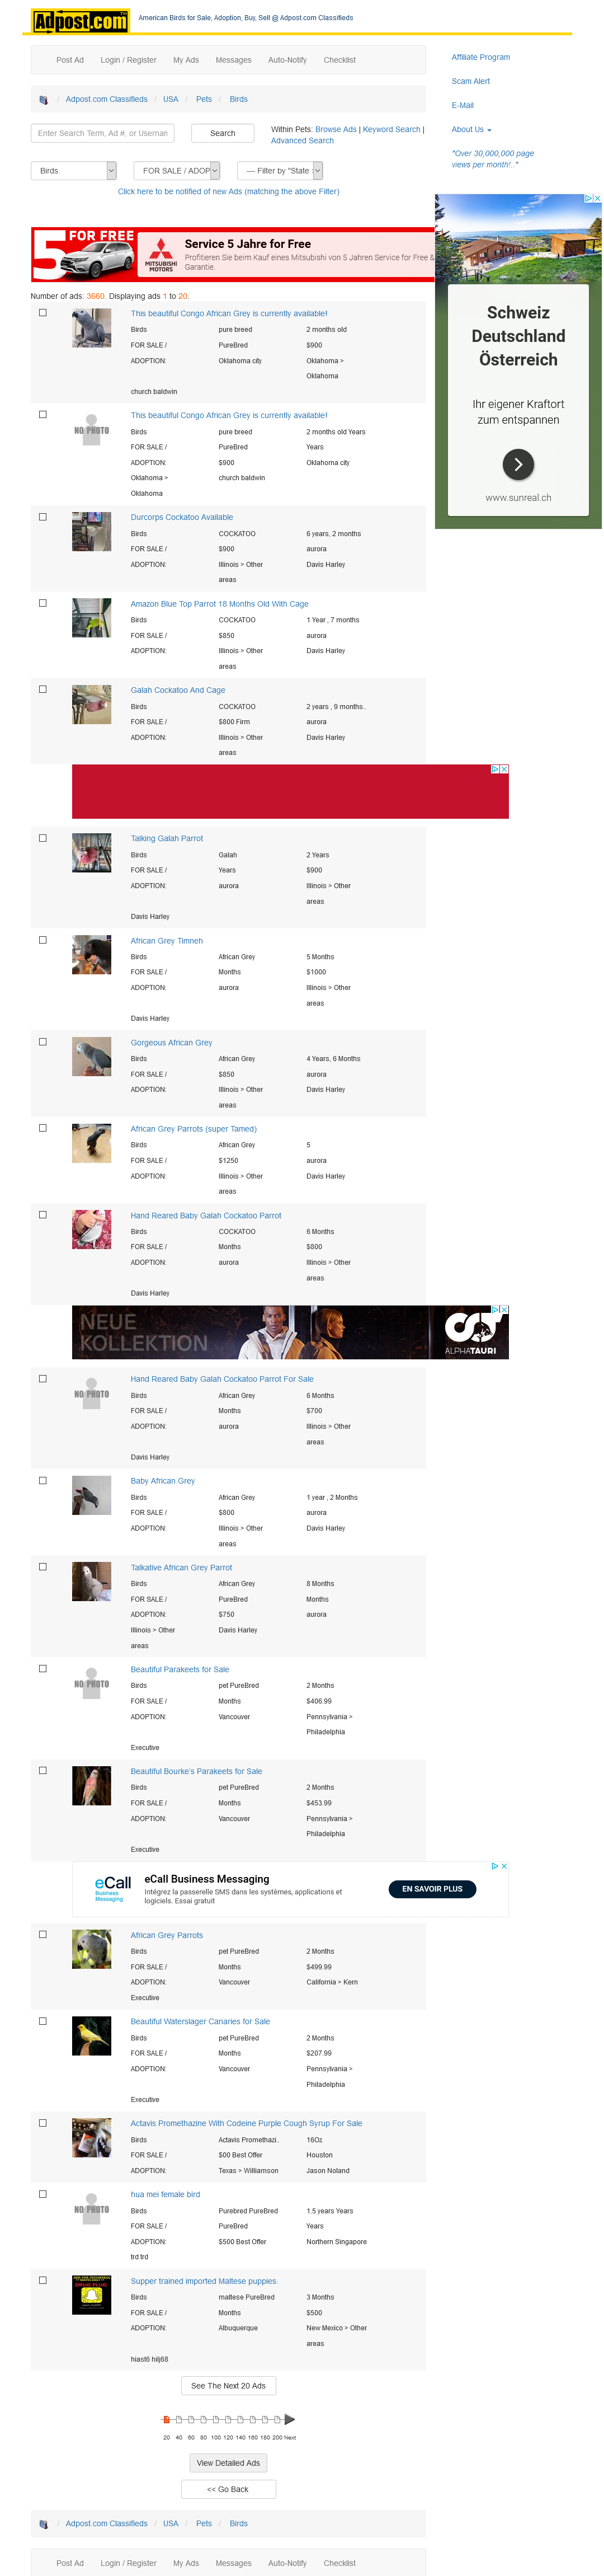 Adpost.com
American Birds for Sale, Adoption, Buy, Sell @ Adpost.com Classifieds
Post Ad Login / Register My Ads Messages Auto-Notify Checklist
Affiliate Program
Scam Alert
E-Mail
About Us
"Over 30,000,000 page
views per month!.."
/ Adpost.com Classifieds / USA / Pets / Birds
Enter Search Term, Ad #, or Usernan
Search
Within Pets: Browse Ads | Keyword Search |
Advanced Search
Birds
FOR SALE / ADOP
--- Filter by "State >
Click here to be notified of new Ads (matching the above Filter)
5 FOR FREE
MITSUBISHI
MOTORS
Service 5 Jahre for Free
Profitieren Sie beim Kauf eines Mitsubishi von 5 Jahren Service for Free &
Garantie.
Schweiz
Deutschland
Österreich
Ihr eigener Kraftort
zum entspannen
www.sunreal.ch
Number of ads: 3660. Displaying ads 1 to 20.
This beautiful Congo African Grey is currently available!
Birds pure breed 2 months old
FOR SALE / PureBred $900
ADOPTION: Oklahoma city Oklahoma >
Oklahoma
church baldwin
This beautiful Congo African Grey is currently available!
NO PHOTO
Birds pure breed 2 months old Years
FOR SALE / PureBred Years
ADOPTION: $900 Oklahoma city
Oklahoma > church baldwin
Oklahoma
Durcorps Cockatoo Available
Birds COCKATOO 6 years, 2 months
FOR SALE / $900 aurora
ADOPTION: Illinois > Other Davis Harley
areas
Amazon Blue Top Parrot 18 Months Old With Cage
Birds COCKATOO 1 Year , 7 months
FOR SALE / $850 aurora
ADOPTION: Illinois > Other Davis Harley
areas
Galah Cockatoo And Cage
Birds COCKATOO 2 years , 9 months..
FOR SALE / $800 Firm aurora
ADOPTION: Illinois > Other Davis Harley
areas
Talking Galah Parrot
Birds Galah 2 Years
FOR SALE / Years $900
ADOPTION: aurora Illinois > Other
areas
Davis Harley
African Grey Timneh
Birds African Grey 5 Months
FOR SALE / Months $1000
ADOPTION: aurora Illinois > Other
areas
Davis Harley
Gorgeous African Grey
Birds African Grey 4 Years, 6 Months
FOR SALE / $850 aurora
ADOPTION: Illinois > Other Davis Harley
areas
African Grey Parrots (super Tamed)
Birds African Grey 5
FOR SALE / $1250 aurora
ADOPTION: Illinois > Other Davis Harley
areas
Hand Reared Baby Galah Cockatoo Parrot
Birds COCKATOO 6 Months
FOR SALE / Months $800
ADOPTION: aurora Illinois > Other
areas
Davis Harley
NEUE
KOLLEKTION
ALPHATAURI
Hand Reared Baby Galah Cockatoo Parrot For Sale
NO PHOTO
Birds African Grey 6 Months
FOR SALE / Months $700
ADOPTION: aurora Illinois > Other
areas
Davis Harley
Baby African Grey
Birds African Grey 1 year , 2 Months
FOR SALE / $800 aurora
ADOPTION: Illinois > Other Davis Harley
areas
Talkative African Grey Parrot
Birds African Grey 8 Months
FOR SALE / PureBred Months
ADOPTION: $750 aurora
Illinois > Other Davis Harley
areas
Beautiful Parakeets for Sale
NO PHOTO
Birds pet PureBred 2 Months
FOR SALE / Months $406.99
ADOPTION: Vancouver Pennsylvania >
Philadelphia
Executive
Beautiful Bourke's Parakeets for Sale
Birds pet PureBred 2 Months
FOR SALE / Months $453.99
ADOPTION: Vancouver Pennsylvania >
Philadelphia
Executive
eCall
Business
Messaging
eCall Business Messaging
Intégrez la passerelle SMS dans les systèmes, applications et
logiciels. Essai gratuit
EN SAVOIR PLUS
African Grey Parrots
Birds pet PureBred 2 Months
FOR SALE / Months $499.99
ADOPTION: Vancouver California > Kern
Executive
Beautiful Waterslager Canaries for Sale
Birds pet PureBred 2 Months
FOR SALE / Months $207.99
ADOPTION: Vancouver Pennsylvania >
Philadelphia
Executive
Actavis Promethazine With Codeine Purple Cough Syrup For Sale
Birds Actavis Promethazi.. 16Oz
FOR SALE / $00 Best Offer Houston
ADOPTION: Texas > Williamson Jason Noland
hua mei female bird
NO PHOTO
Birds Purebred PureBred 1.5 years Years
FOR SALE / PureBred Years
ADOPTION: $500 Best Offer Northern Singapore
trd trd
Supper trained imported Maltese puppies.
Birds maltese PureBred 3 Months
FOR SALE / Months $500
ADOPTION: Albuquerque New Mexico > Other
areas
hiast6 hilj68
See The Next 20 Ads
20 40 60 80 100 120 140 160 180 200 Next
View Detailed Ads
<< Go Back
/ Adpost.com Classifieds / USA / Pets / Birds
Post Ad Login / Register My Ads Messages Auto-Notify Checklist